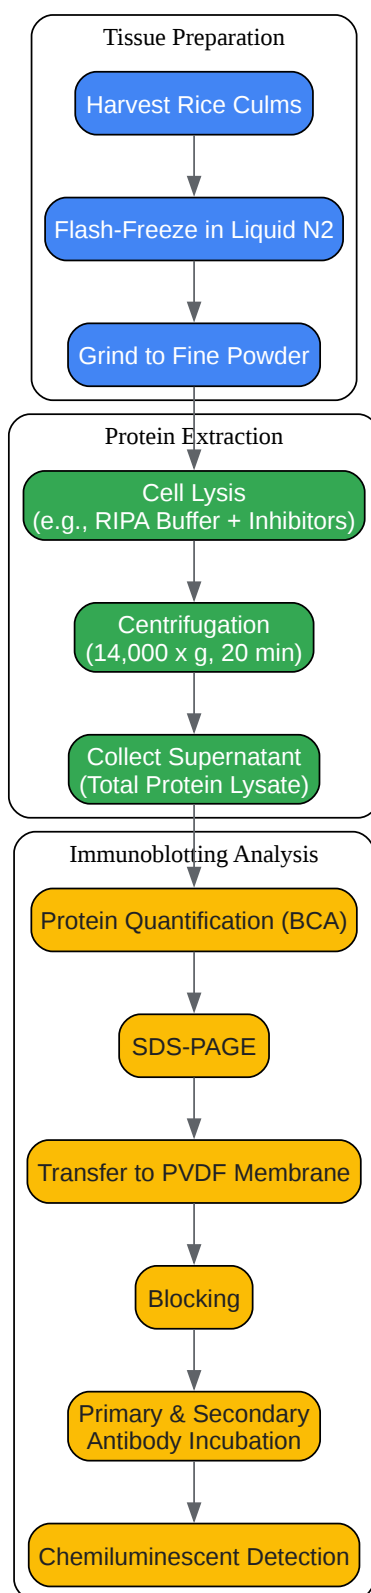 Tissue Preparation
Harvest Rice Culms
Flash-Freeze in Liquid N2
Grind to Fine Powder
Protein Extraction
Cell Lysis
(e.g., RIPA Buffer + Inhibitors)
Centrifugation
(14,000 x g, 20 min)
Collect Supernatant
(Total Protein Lysate)
Immunoblotting Analysis
Protein Quantification (BCA)
SDS-PAGE
Transfer to PVDF Membrane
Blocking
Primary & Secondary
Antibody Incubation
Chemiluminescent Detection